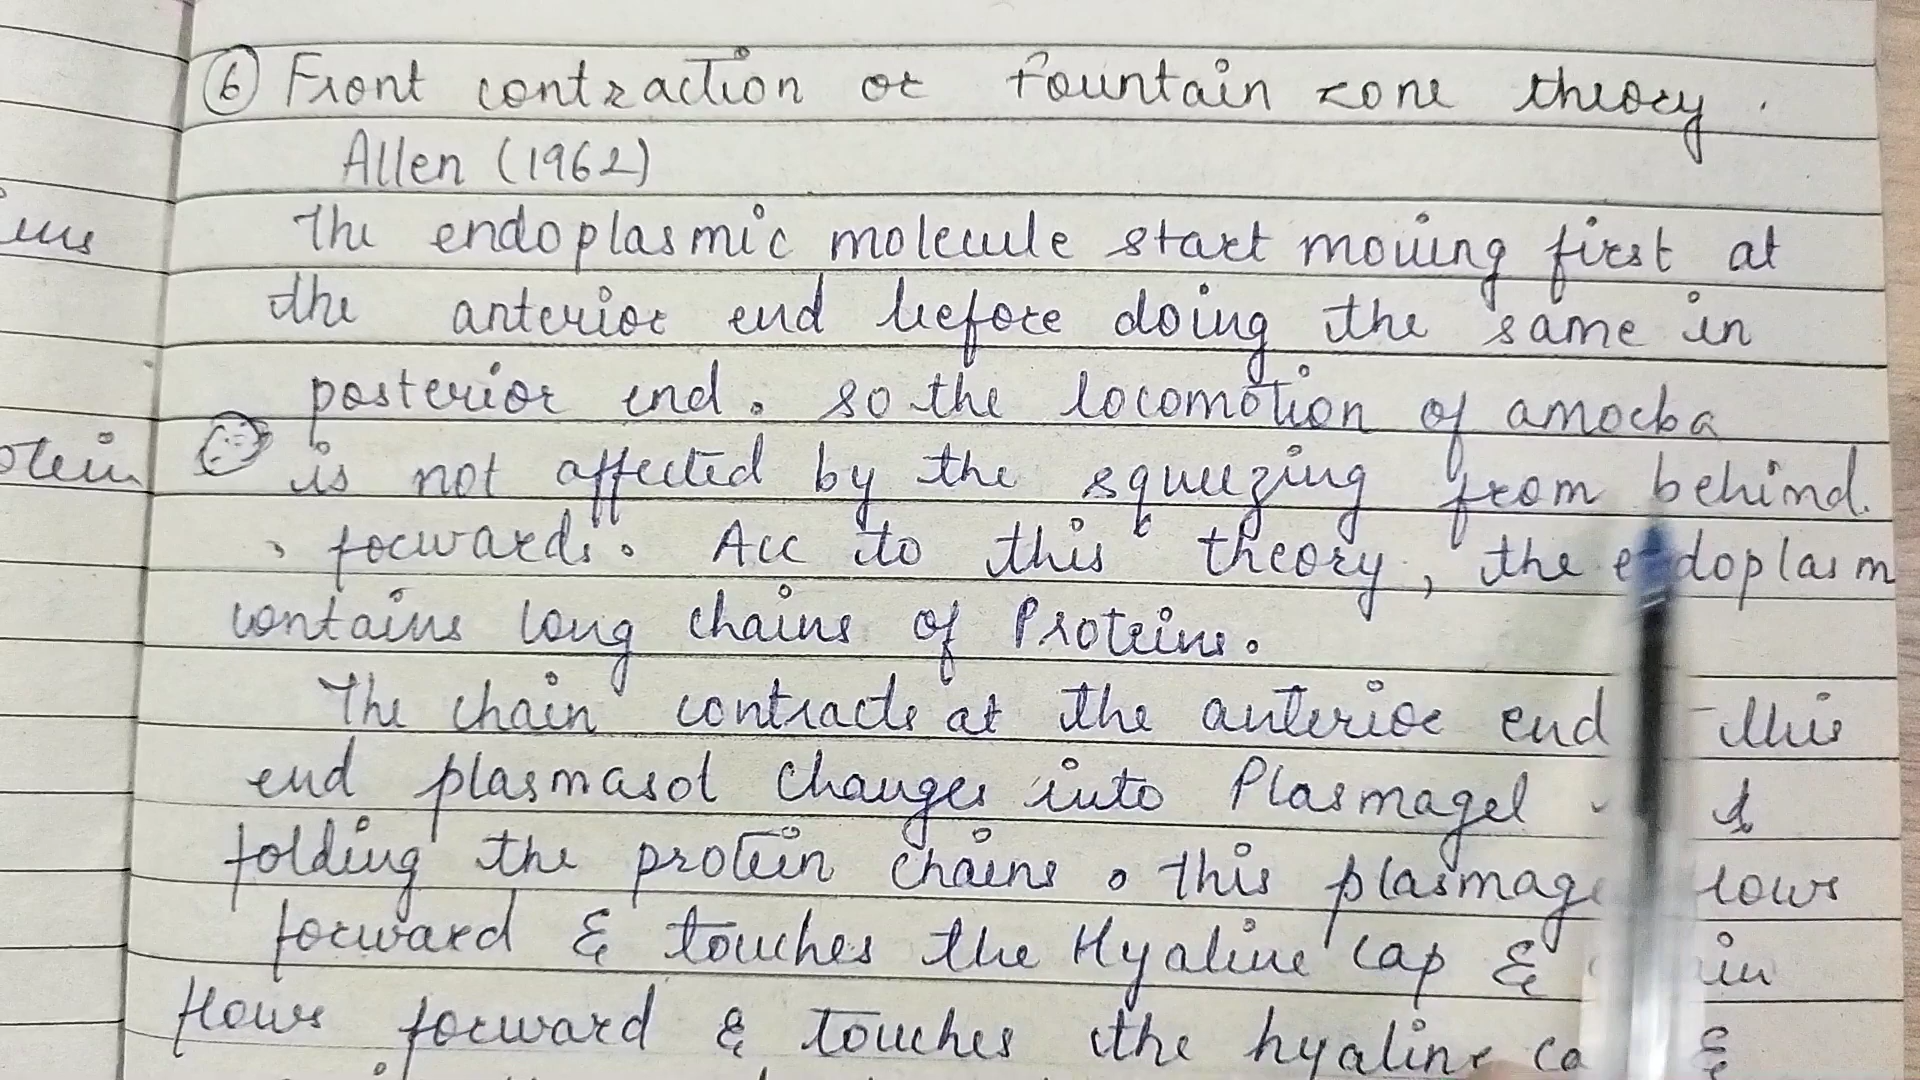 ⑥ Front contraction or fountain zone theory.
Allen (1962)
The endoplasmic molecule start moving first at
the anterior end before doing the same in
posterior end. so the locomotion of amoeba
is not affected by the squeezing from behind.
forwards. Acc to this theory, the endoplasm
contains long chains of Proteins.
The chain contracts at the anterior end this
end plasmasol changes into Plasmagel &
folding the protein chains. this
forward & touches the Hyaline cap &
flows forward & touches the hyaline &